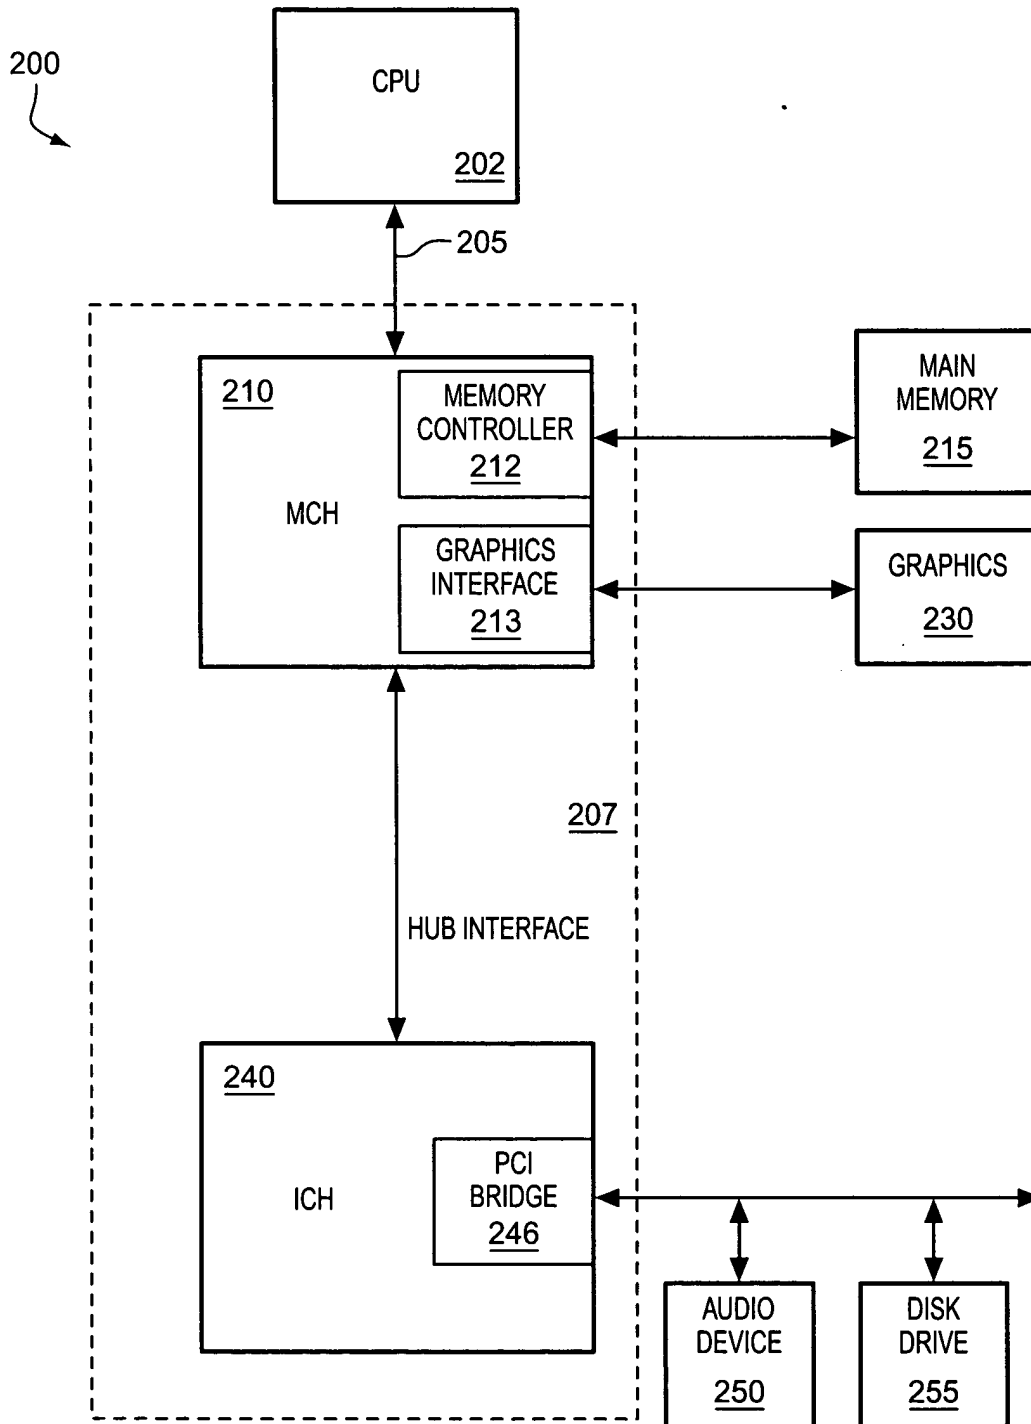 200
CPU
202
205
210
MEMORY
CONTROLLER
212
MCH
GRAPHICS
INTERFACE
213
MAIN
MEMORY
215
GRAPHICS
230
207
HUB INTERFACE
240
ICH
PCI
BRIDGE
246
AUDIO
DEVICE
250
DISK
DRIVE
255